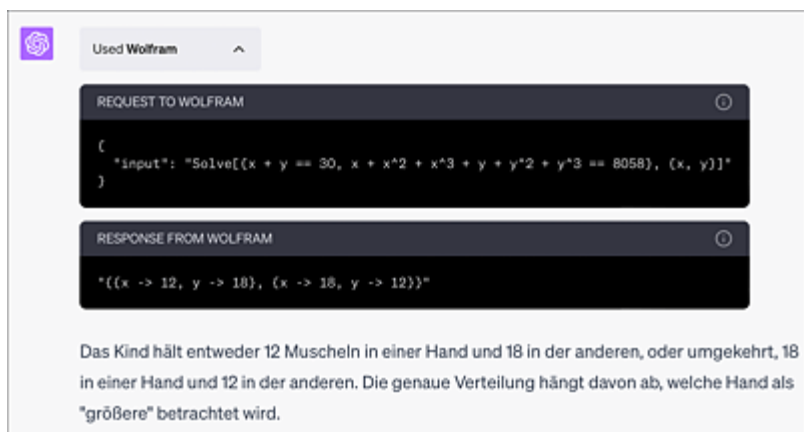 Used Wolfram
REQUEST TO WOLFRAM
{
"input": "Solve[{x + y == 30, x + x^2 + x^3 + y + y^2 + y^3 == 8058}, {x, y}]"
}
RESPONSE FROM WOLFRAM
"{{x -> 12, y -> 18}, {x -> 18, y -> 12}}"
Das Kind hält entweder 12 Muscheln in einer Hand und 18 in der anderen, oder umgekehrt, 18
in einer Hand und 12 in der anderen. Die genaue Verteilung hängt davon ab, welche Hand als
"größere" betrachtet wird.